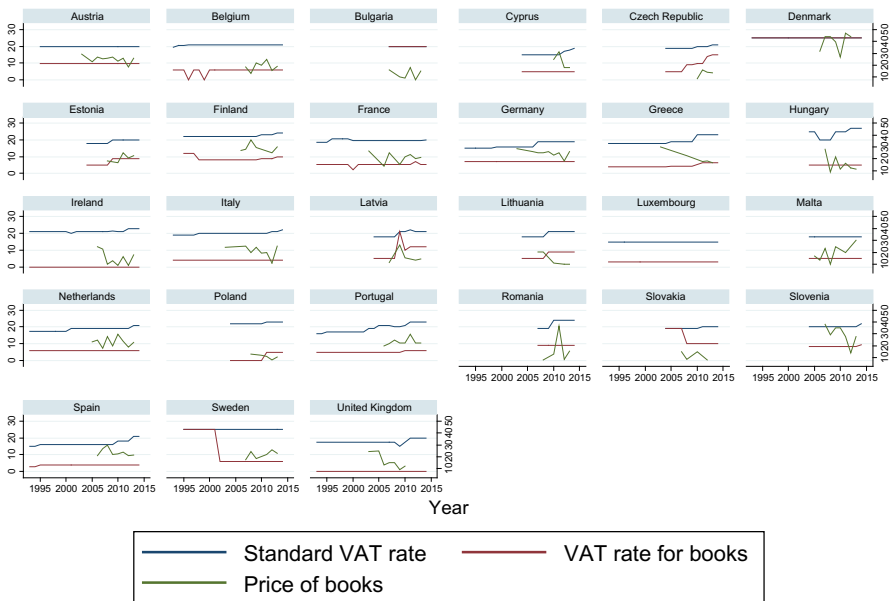 Austria Belgium Bulgaria Cyprus Czech Republic Denmark
30
20
10
0
10 20 30 40 50
Estonia Finland France Germany Greece Hungary
30
20
10
0
10 20 30 40 50
Ireland Italy Latvia Lithuania Luxembourg Malta
30
20
10
0
10 20 30 40 50
Netherlands Poland Portugal Romania Slovakia Slovenia
30
20
10
0
10 20 30 40 50
1995 2000 2005 2010 2015 1995 2000 2005 2010 2015 1995 2000 2005 2010 2015
Spain Sweden United Kingdom
30
20
10
0
10 20 30 40 50
1995 2000 2005 2010 2015 1995 2000 2005 2010 2015 1995 2000 2005 2010 2015
Year
Standard VAT rate VAT rate for books
Price of books